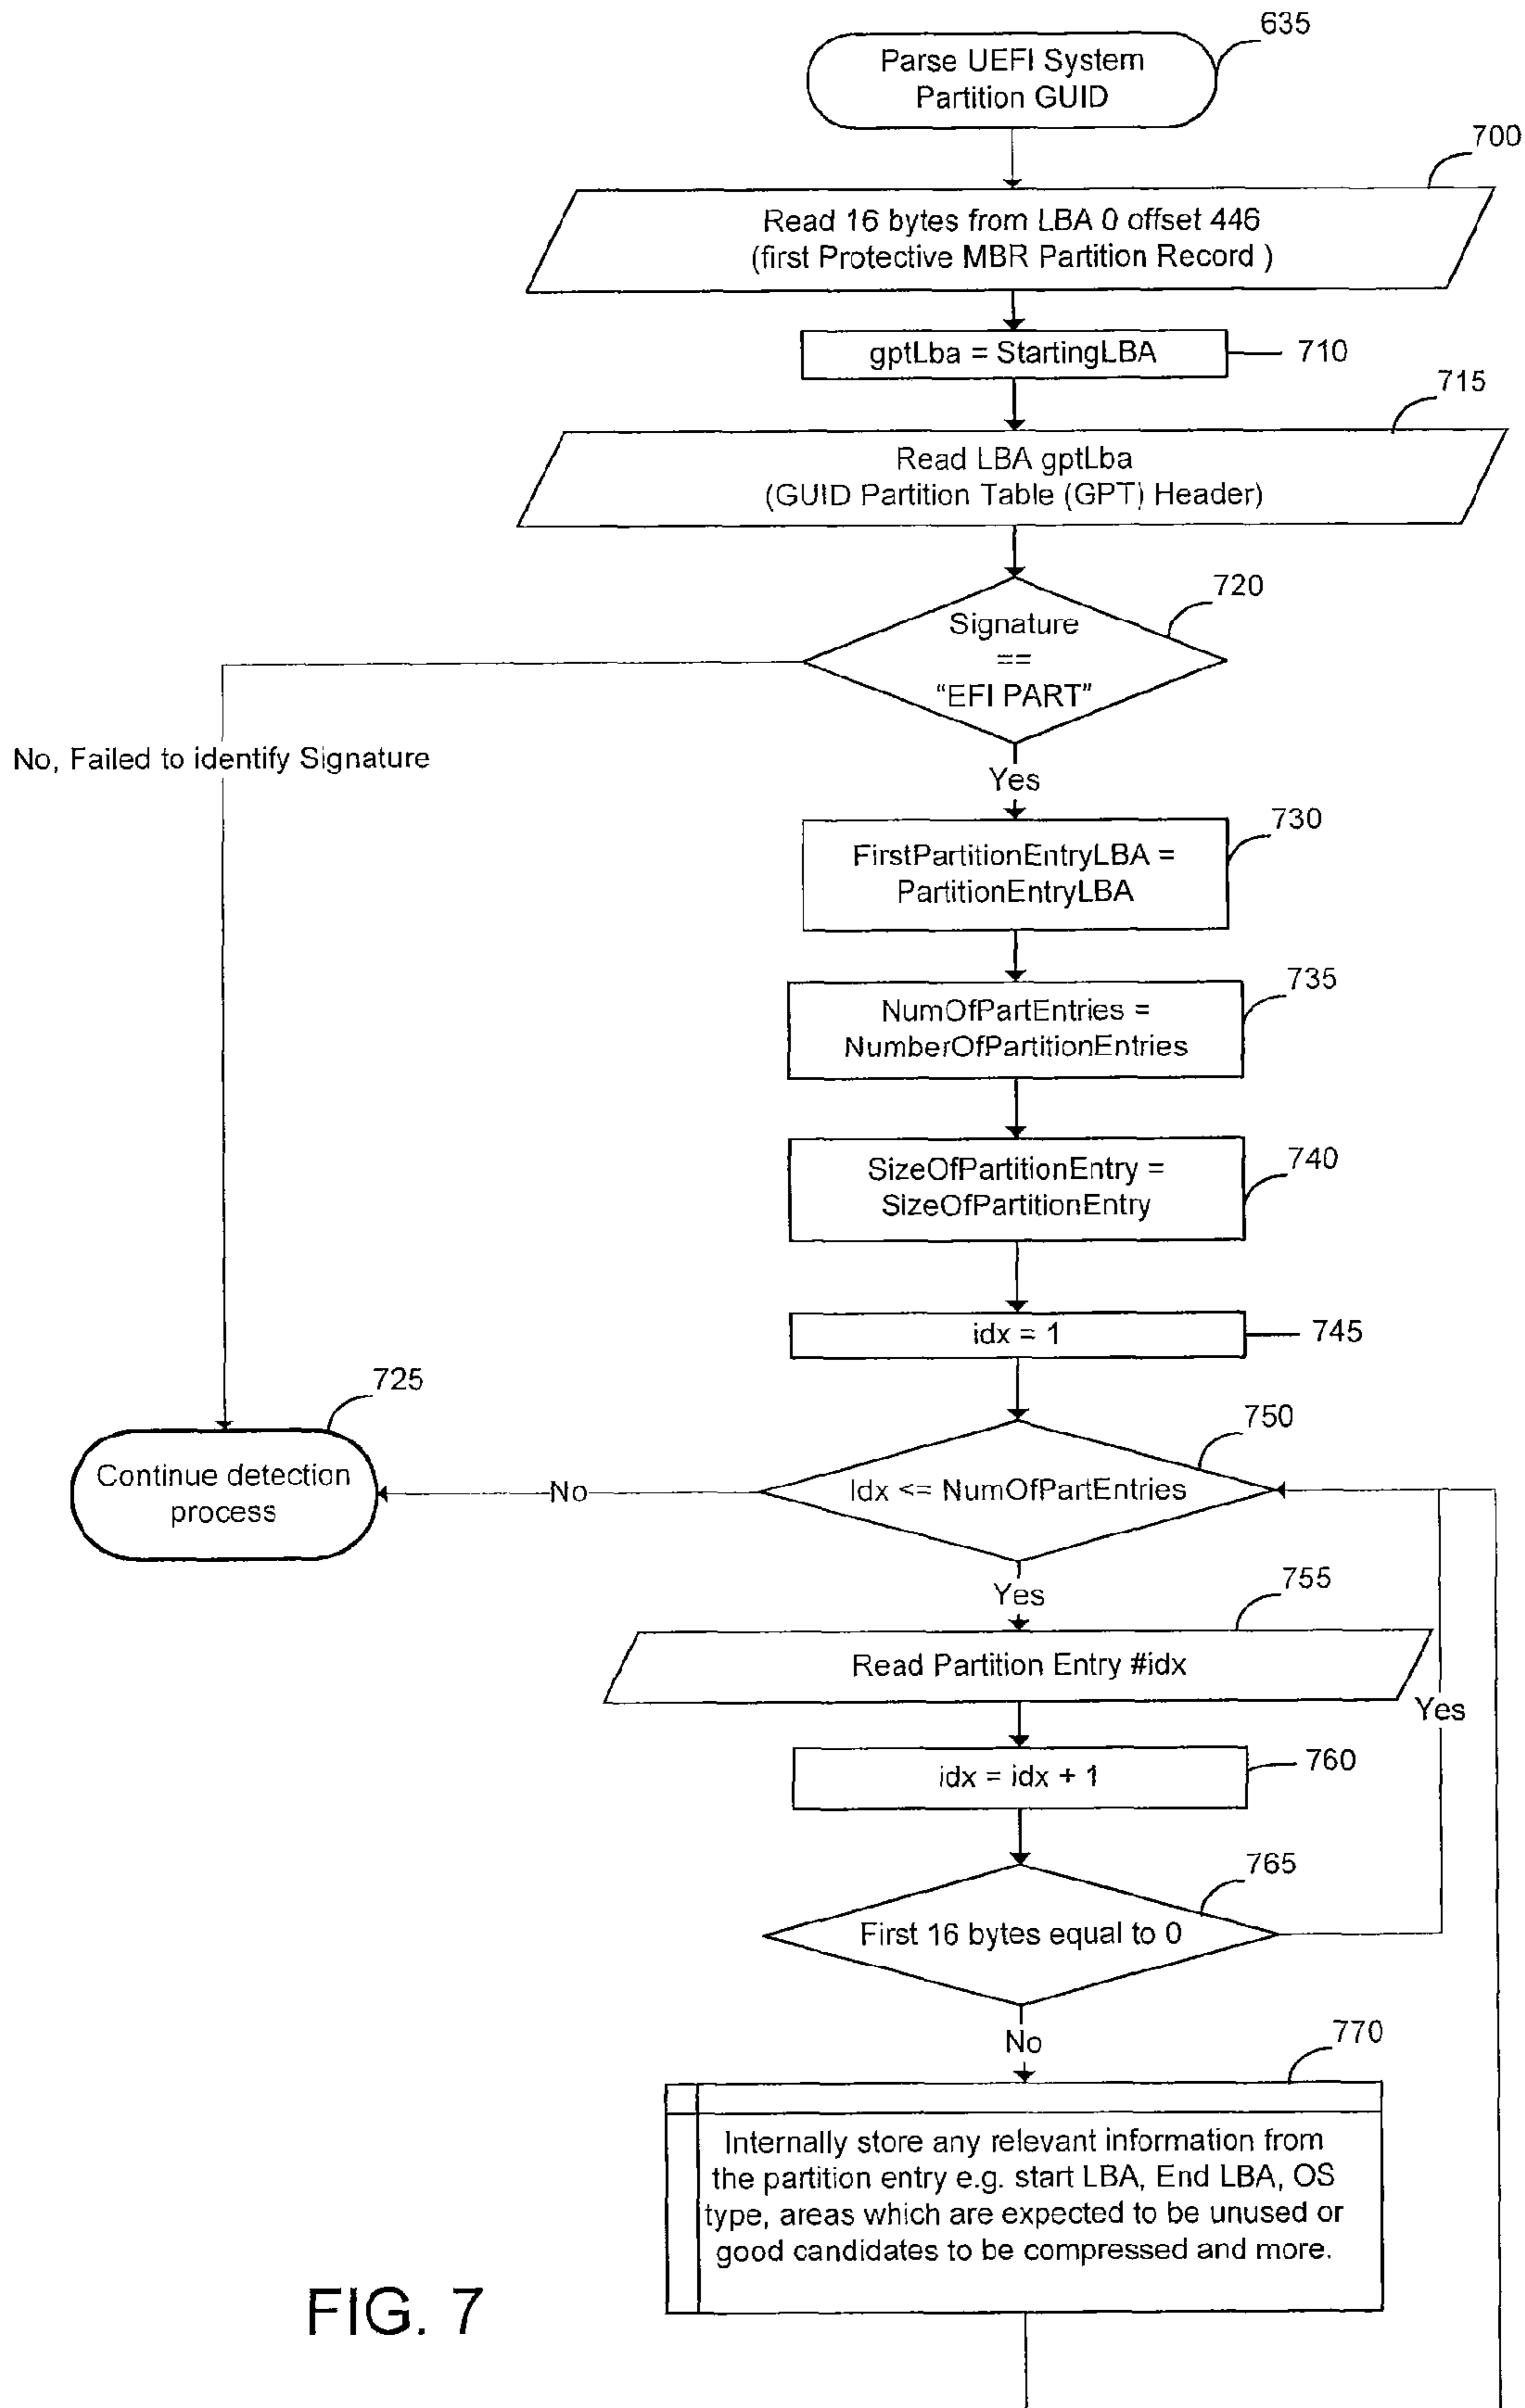 635
Parse UEFI System
Partition GUID
700
Read 16 bytes from LBA 0 offset 446
(first Protective MBR Partition Record )
gptLba = StartingLBA
710
715
Read LBA gptLba
(GUID Partition Table (GPT) Header)
720
Signature
==
“EFI PART”
No, Failed to identify Signature
Yes
730
FirstPartitionEntryLBA =
PartitionEntryLBA
735
NumOfPartEntries =
NumberOfPartitionEntries
740
SizeOfPartitionEntry =
SizeOfPartitionEntry
idx = 1
745
725
Continue detection
process
No
750
Idx <= NumOfPartEntries
Yes
755
Read Partition Entry #idx
Yes
idx = idx + 1
760
765
First 16 bytes equal to 0
No
770
Internally store any relevant information from
the partition entry e.g. start LBA, End LBA, OS
type, areas which are expected to be unused or
good candidates to be compressed and more.
FIG. 7